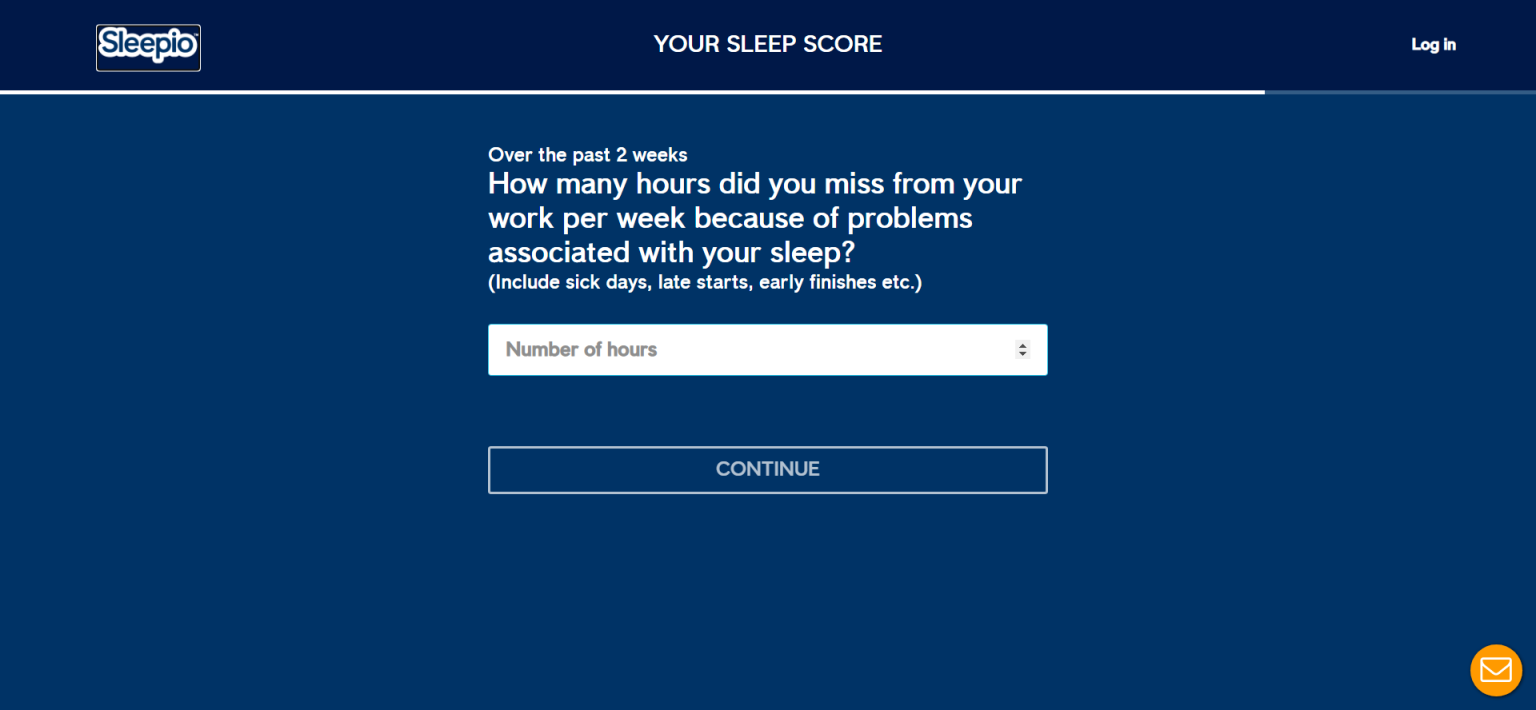 Sleepio™
YOUR SLEEP SCORE
Log in
Over the past 2 weeks
How many hours did you miss from your
work per week because of problems
associated with your sleep?
(Include sick days, late starts, early finishes etc.)
Number of hours
CONTINUE